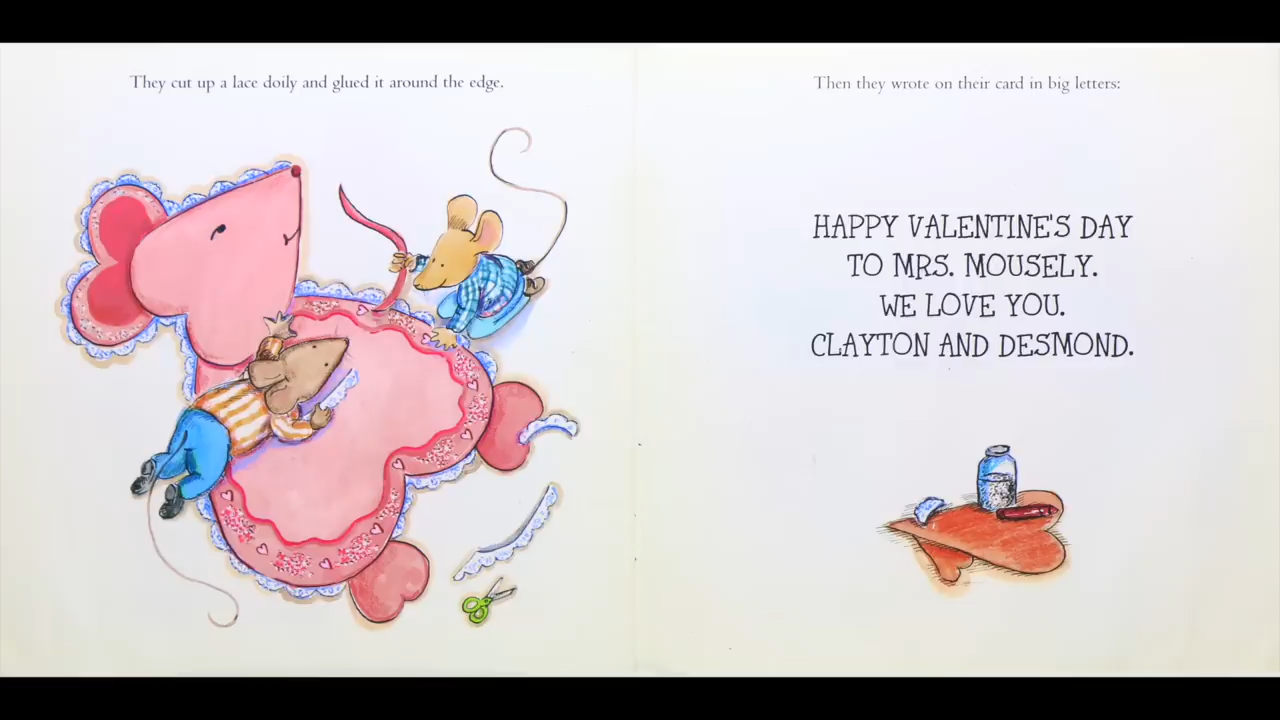 They cut up a lace doily and glued it around the edge.
Then they wrote on their card in big letters:
HAPPY VALENTINE'S DAY
TO MRS. MOUSELY.
WE LOVE YOU.
CLAYTON AND DESMOND.